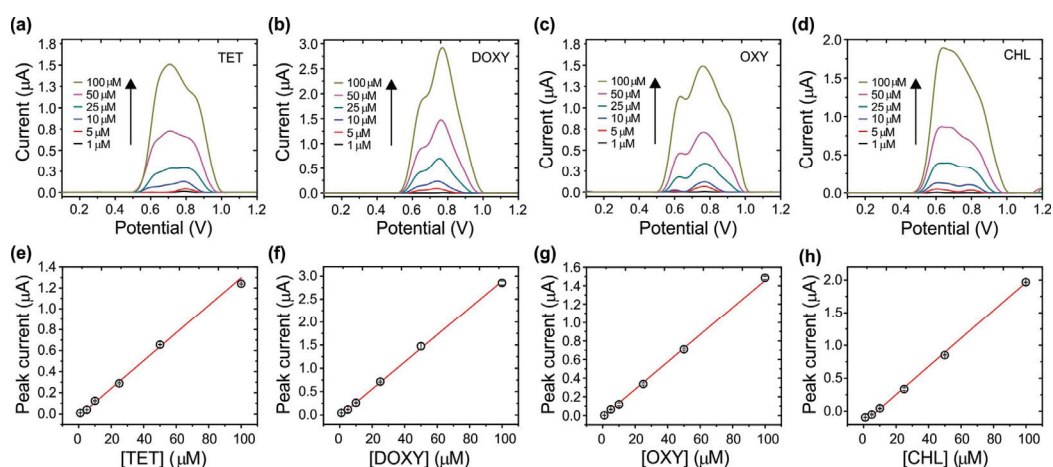 (a)
1.8
1.5
1.3
1.0
0.8
0.5
0.3
0.0
Current (μA)
TET
100 μM
50 μM
25 μM
10 μM
5 μM
1 μM
0.2 0.4 0.6 0.8 1.0 1.2
Potential (V)
(b)
3.0
2.5
2.0
1.5
1.0
0.5
0.0
Current (μA)
DOXY
100 μM
50 μM
25 μM
10 μM
5 μM
1 μM
0.2 0.4 0.6 0.8 1.0 1.2
Potential (V)
(c)
1.8
1.5
1.3
1.0
0.8
0.5
0.3
0.0
Current (μA)
OXY
100 μM
50 μM
25 μM
10 μM
5 μM
1 μM
0.2 0.4 0.6 0.8 1.0 1.2
Potential (V)
(d)
2.0
1.5
1.0
0.5
0.0
Current (μA)
CHL
100 μM
50 μM
25 μM
10 μM
5 μM
1 μM
0.2 0.4 0.6 0.8 1.0 1.2
Potential (V)
(e)
1.4
1.2
1.0
0.8
0.6
0.2
0.0
Peak current (μA)
0 20 40 60 80 100
[TET] (μM)
(f)
3.0
2.5
2.0
1.5
1.0
0.5
0.0
Peak current (μA)
0 20 40 60 80 100
[DOXY] (μM)
(g)
1.6
1.4
1.2
1.0
0.8
0.6
0.4
0.2
0.0
Peak current (μA)
0 20 40 60 80 100
[OXY] (μM)
(h)
2.0
1.5
1.0
0.5
0.0
Peak current (μA)
0 20 40 60 80 100
[CHL] (μM)